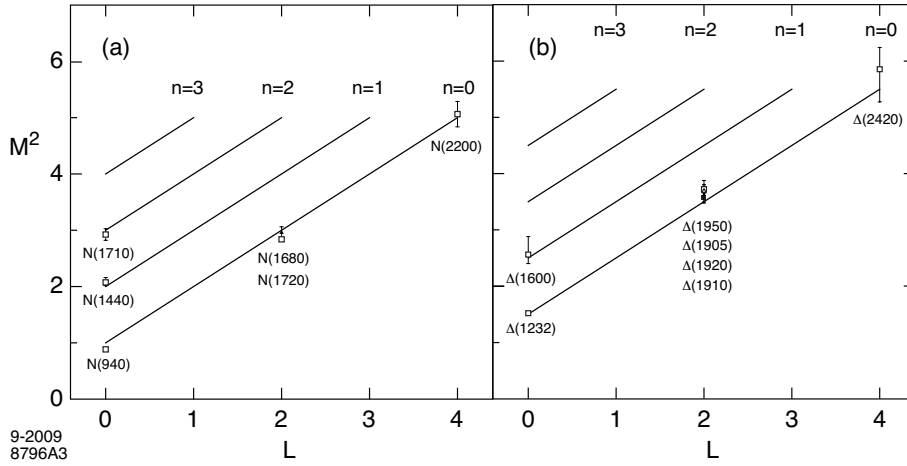 (a)
n=3 n=2 n=1 n=0
N(2200)
N(1710)
N(1680)
N(1720)
N(1440)
N(940)
M²
6
4
2
0
0 1 2 3 4
L
(b)
n=3 n=2 n=1 n=0
Δ(2420)
Δ(1950)
Δ(1905)
Δ(1920)
Δ(1910)
Δ(1600)
Δ(1232)
0 1 2 3 4
L
9-2009
8796A3